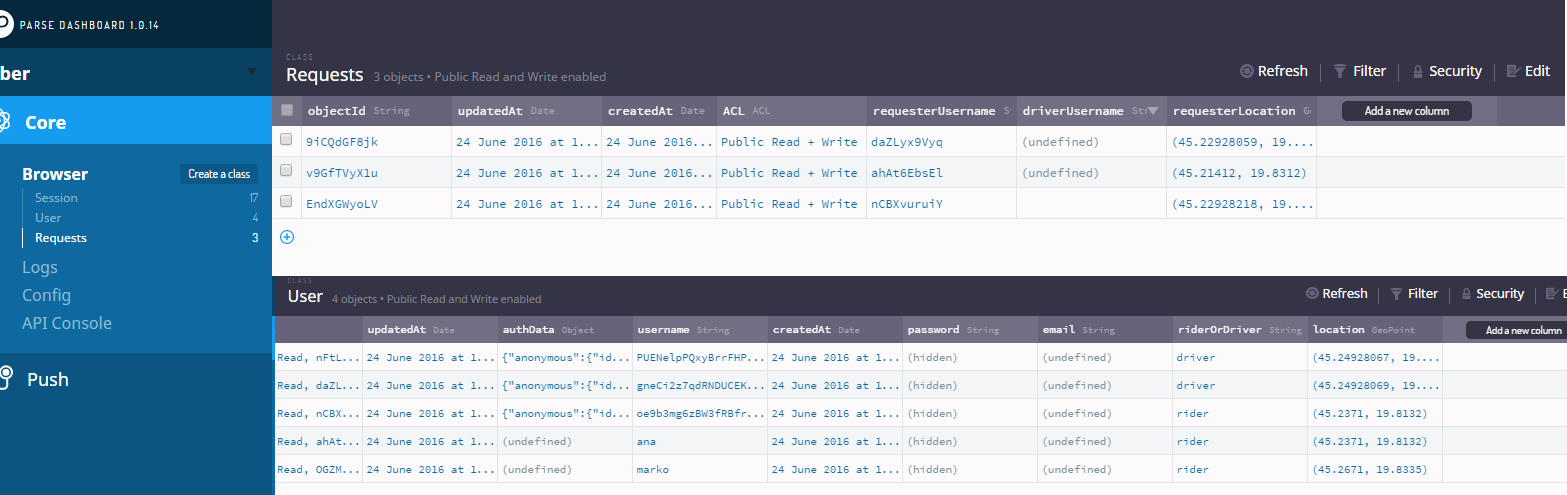 PARSE DASHBOARD 1.0.14
ber
Core
Browser Create a class
Session 17
User 4
Requests 3
Logs
Config
API Console
Push
CLASS
Requests 3 objects • Public Read and Write enabled
Refresh Filter Security Edit
objectId String updatedAt Date createdAt Date ACL ACL requesterUsername S driverUsername Str requesterLocation Ge Add a new column
9iCQdGF8jk 24 June 2016 at 1... 24 June 2016... Public Read + Write daZLyx9Vyq (undefined) (45.22928059, 19....
v9GfTVyX1u 24 June 2016 at 1... 24 June 2016... Public Read + Write ahAt6EbsEl (undefined) (45.21412, 19.8312)
EndXGWyoLV 24 June 2016 at 1... 24 June 2016... Public Read + Write nCBXvuruiY (45.22928218, 19....
CLASS
User 4 objects • Public Read and Write enabled
Refresh Filter Security E
updatedAt Date authData Object username String createdAt Date password String email String riderOrDriver String location GeoPoint Add a new column
Read, nFtL... 24 June 2016 at 1... {"anonymous":{"id... PUENelpPQxyBrrFHP... 24 June 2016 at 1... (hidden) (undefined) driver (45.24928067, 19....
Read, daZL... 24 June 2016 at 1... {"anonymous":{"id... gneCi2z7qdRNDUCEK... 24 June 2016 at 1... (hidden) (undefined) driver (45.24928069, 19....
Read, nCBX... 24 June 2016 at 1... {"anonymous":{"id... oe9b3mg6zBW3fRBfr... 24 June 2016 at 1... (hidden) (undefined) rider (45.2371, 19.8132)
Read, ahAt... 24 June 2016 at 1... (undefined) ana 24 June 2016 at 1... (hidden) (undefined) rider (45.2371, 19.8132)
Read, OGZM... 24 June 2016 at 1... (undefined) marko 24 June 2016 at 1... (hidden) (undefined) rider (45.2671, 19.8335)